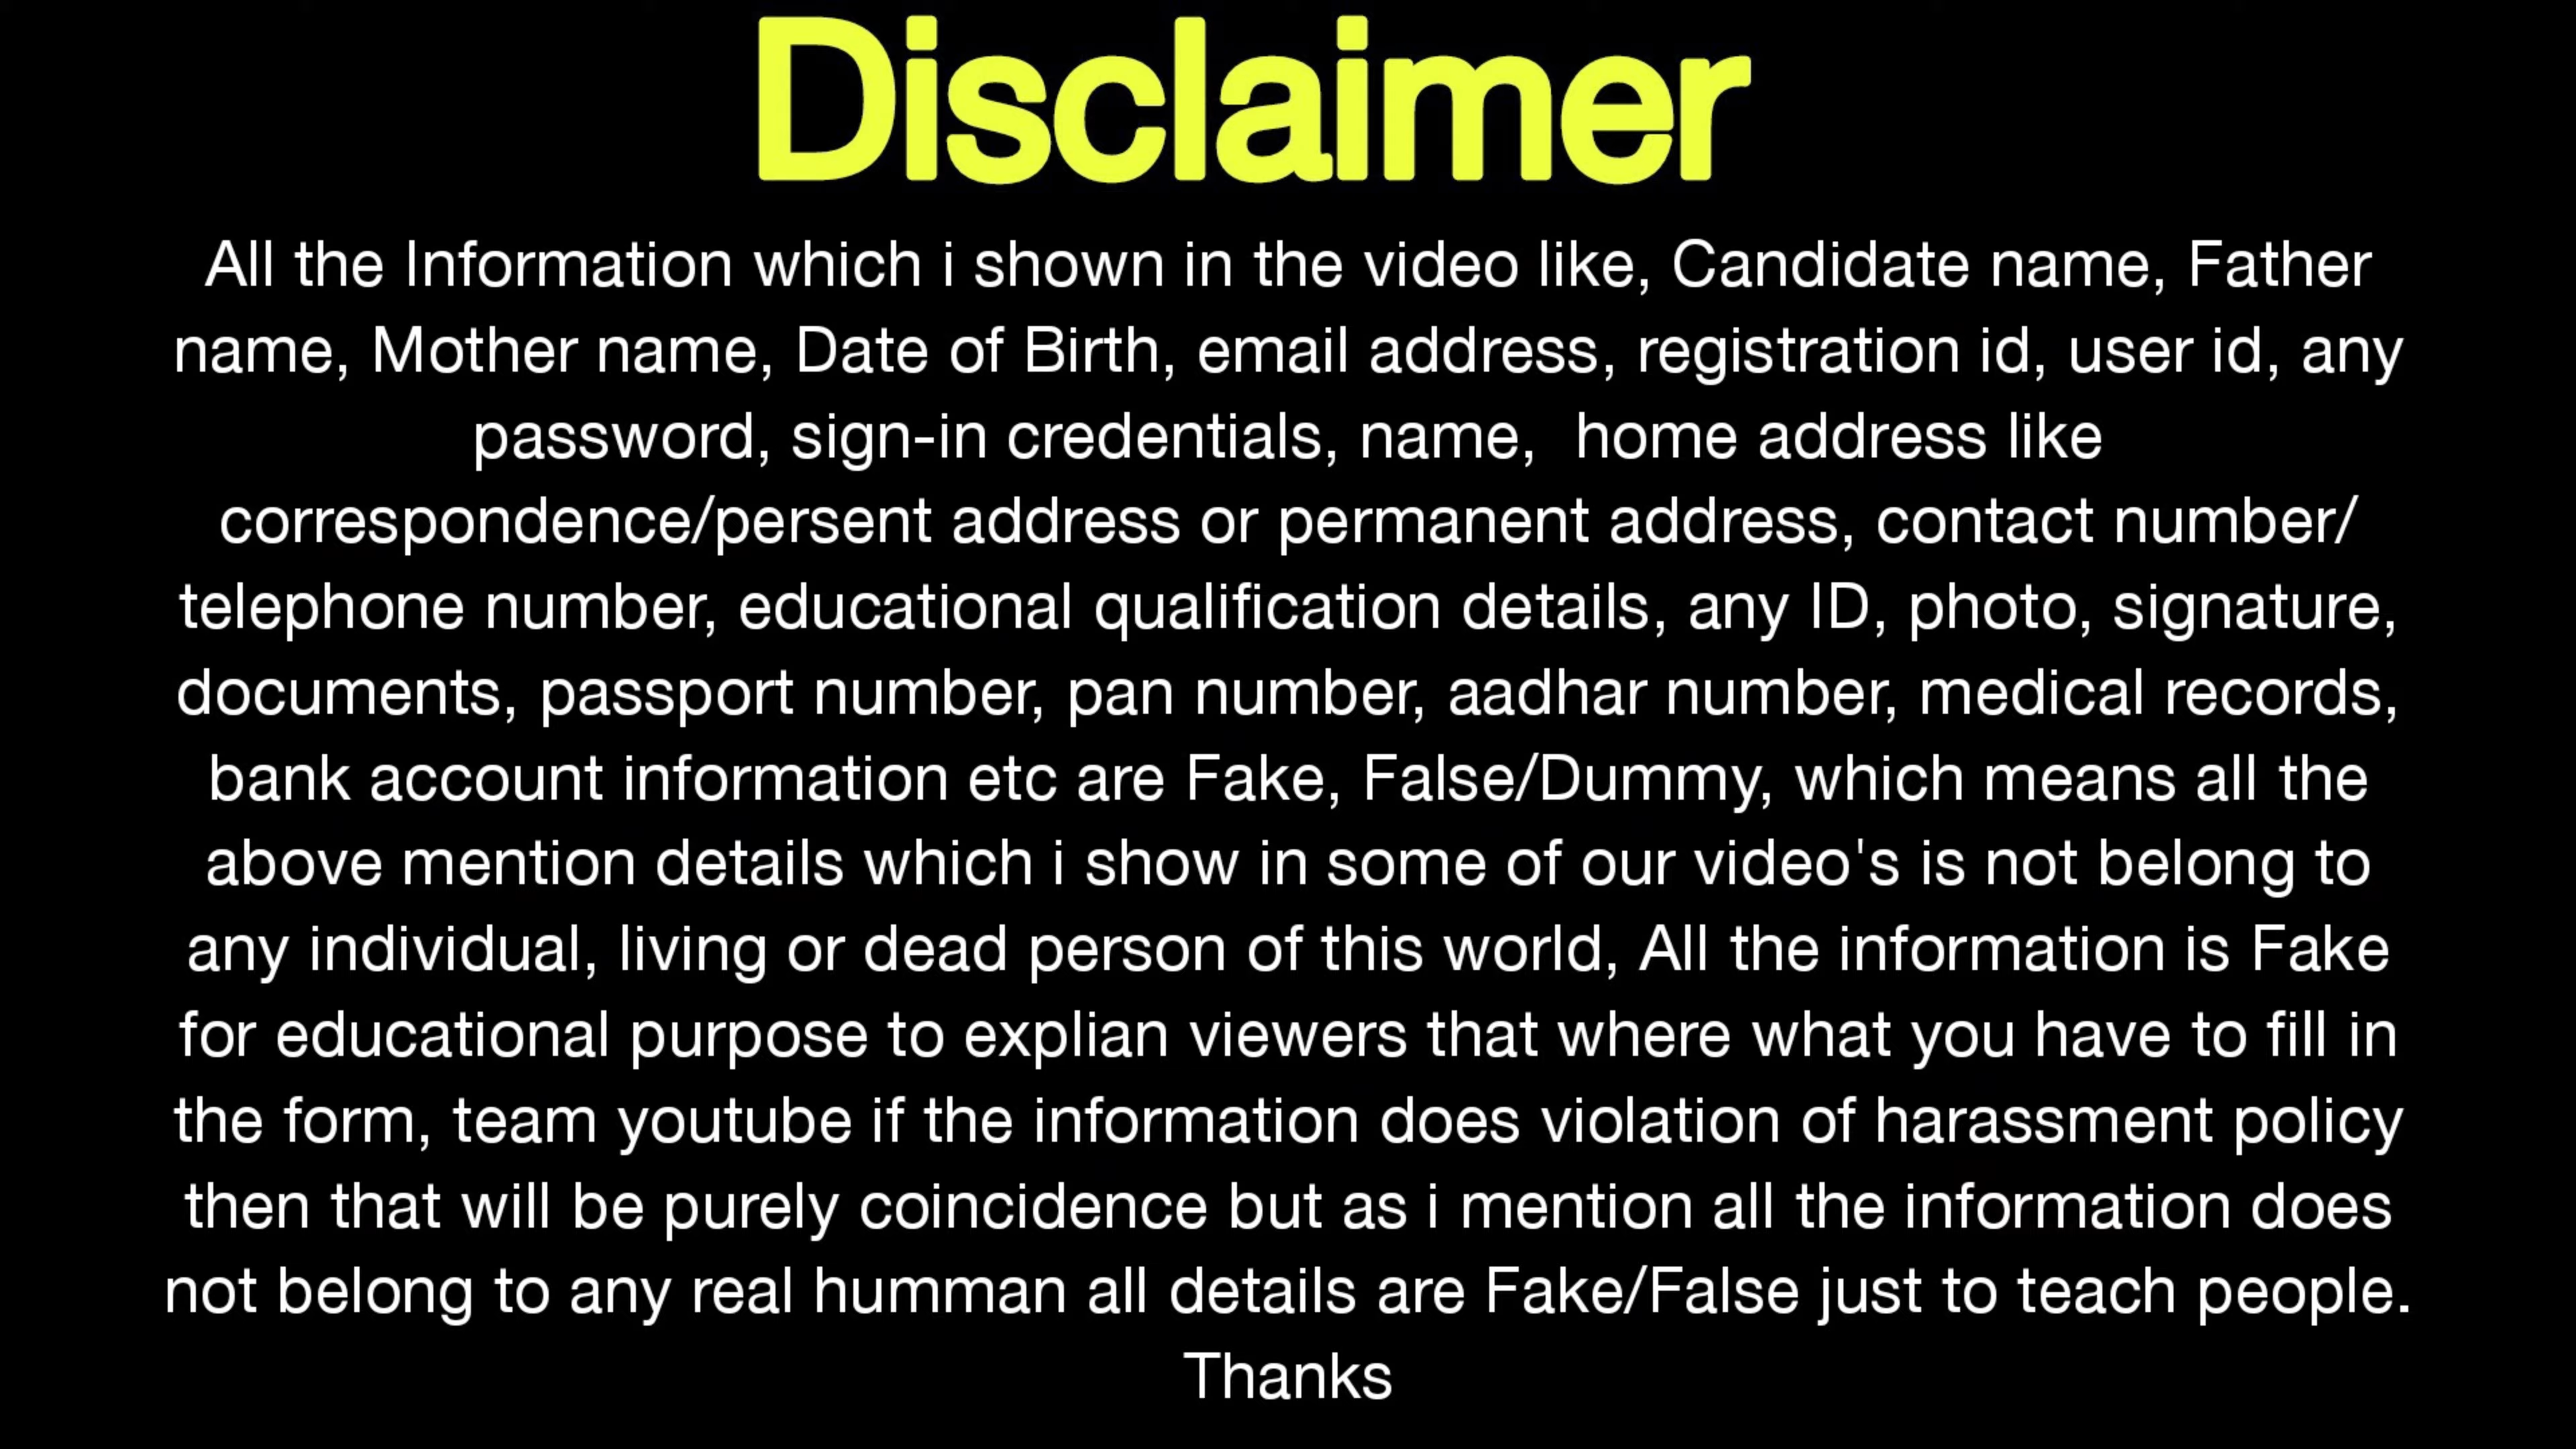 Disclaimer
All the Information which i shown in the video like, Candidate name, Father
name, Mother name, Date of Birth, email address, registration id, user id, any
password, sign-in credentials, name,  home address like
correspondence/persent address or permanent address, contact number/
telephone number, educational qualification details, any ID, photo, signature,
documents, passport number, pan number, aadhar number, medical records,
bank account information etc are Fake, False/Dummy, which means all the
above mention details which i show in some of our video's is not belong to
any individual, living or dead person of this world, All the information is Fake
for educational purpose to explian viewers that where what you have to fill in
the form, team youtube if the information does violation of harassment policy
then that will be purely coincidence but as i mention all the information does
not belong to any real humman all details are Fake/False just to teach people.
Thanks